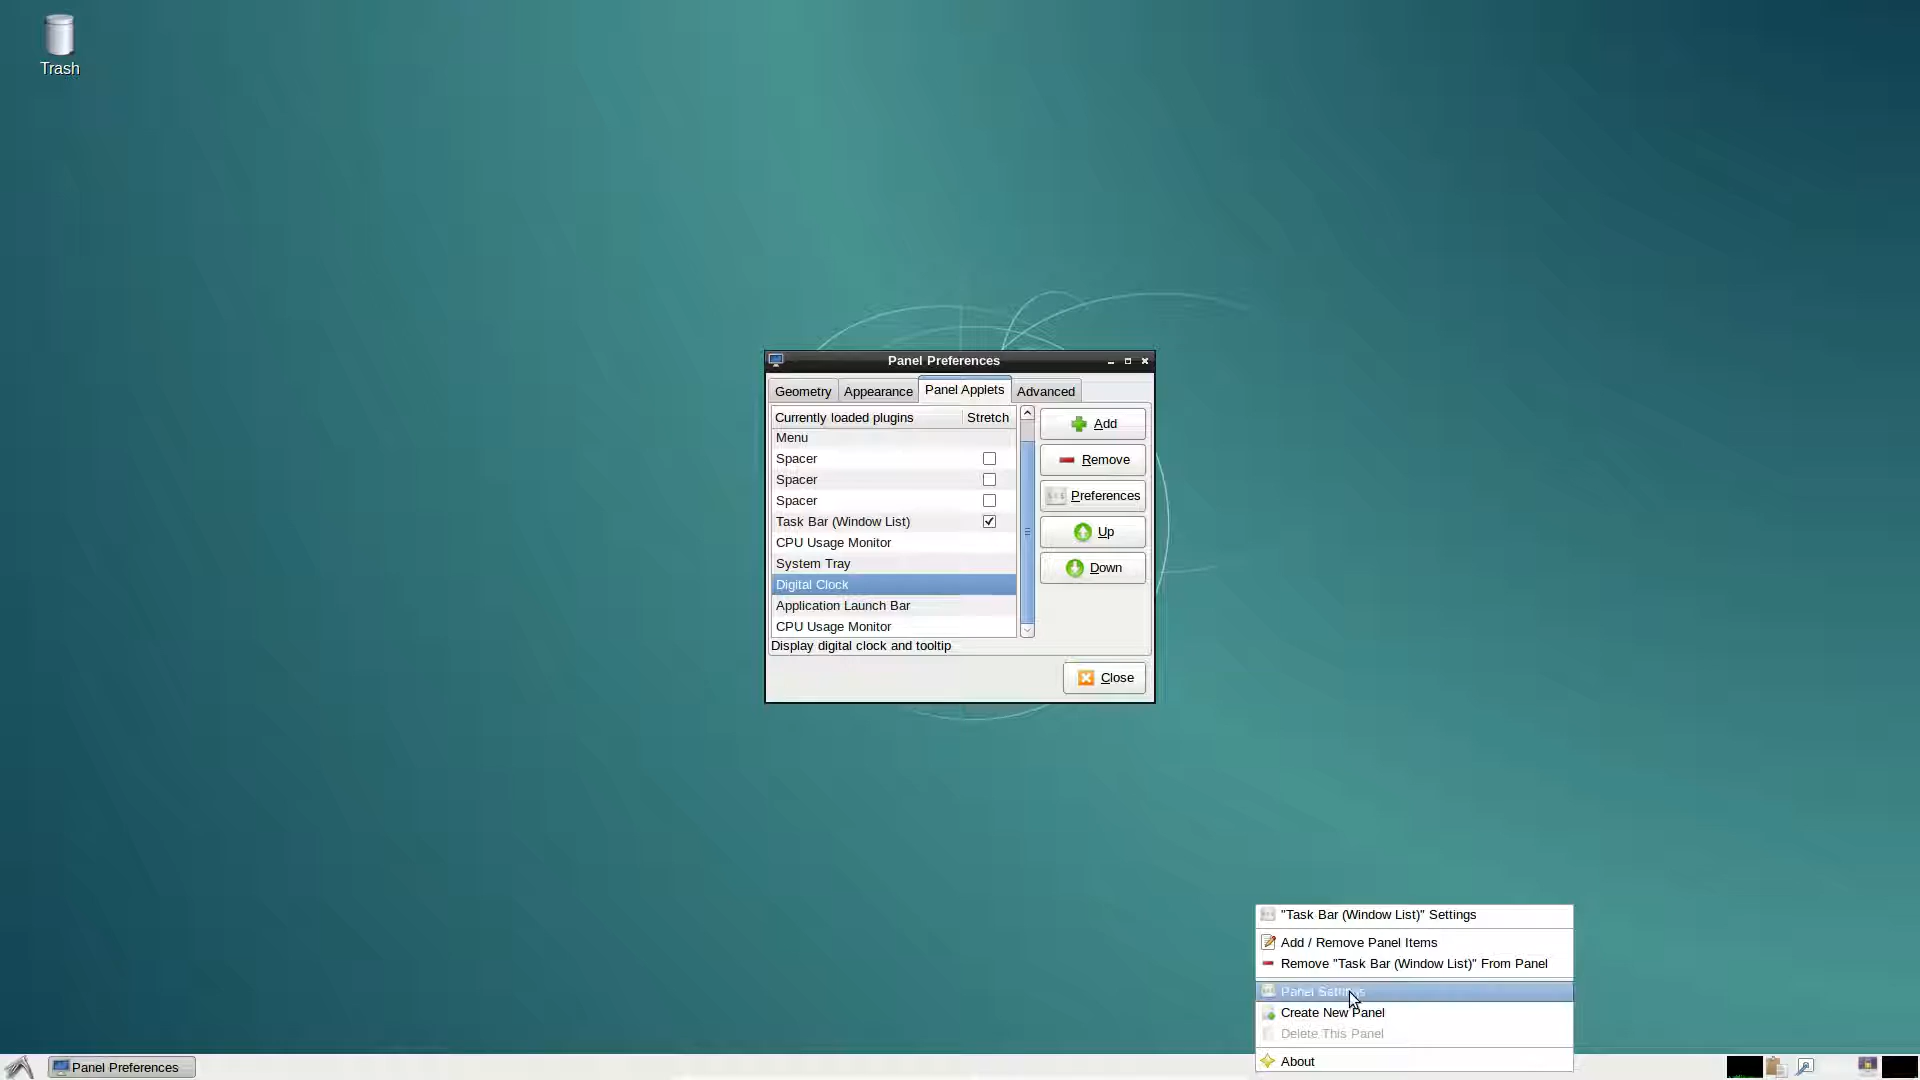 Trash
Panel Preferences
Geometry
Appearance
Panel Applets
Advanced
Currently loaded plugins
Stretch
Menu
Spacer
Spacer
Spacer
Task Bar (Window List)
CPU Usage Monitor
System Tray
Digital Clock
Application Launch Bar
CPU Usage Monitor
Display digital clock and tooltip
Add
Remove
Preferences
Up
Down
Close
"Task Bar (Window List)" Settings
Add / Remove Panel Items
Remove "Task Bar (Window List)" From Panel
Panel Settings
Create New Panel
Delete This Panel
About
Panel Preferences